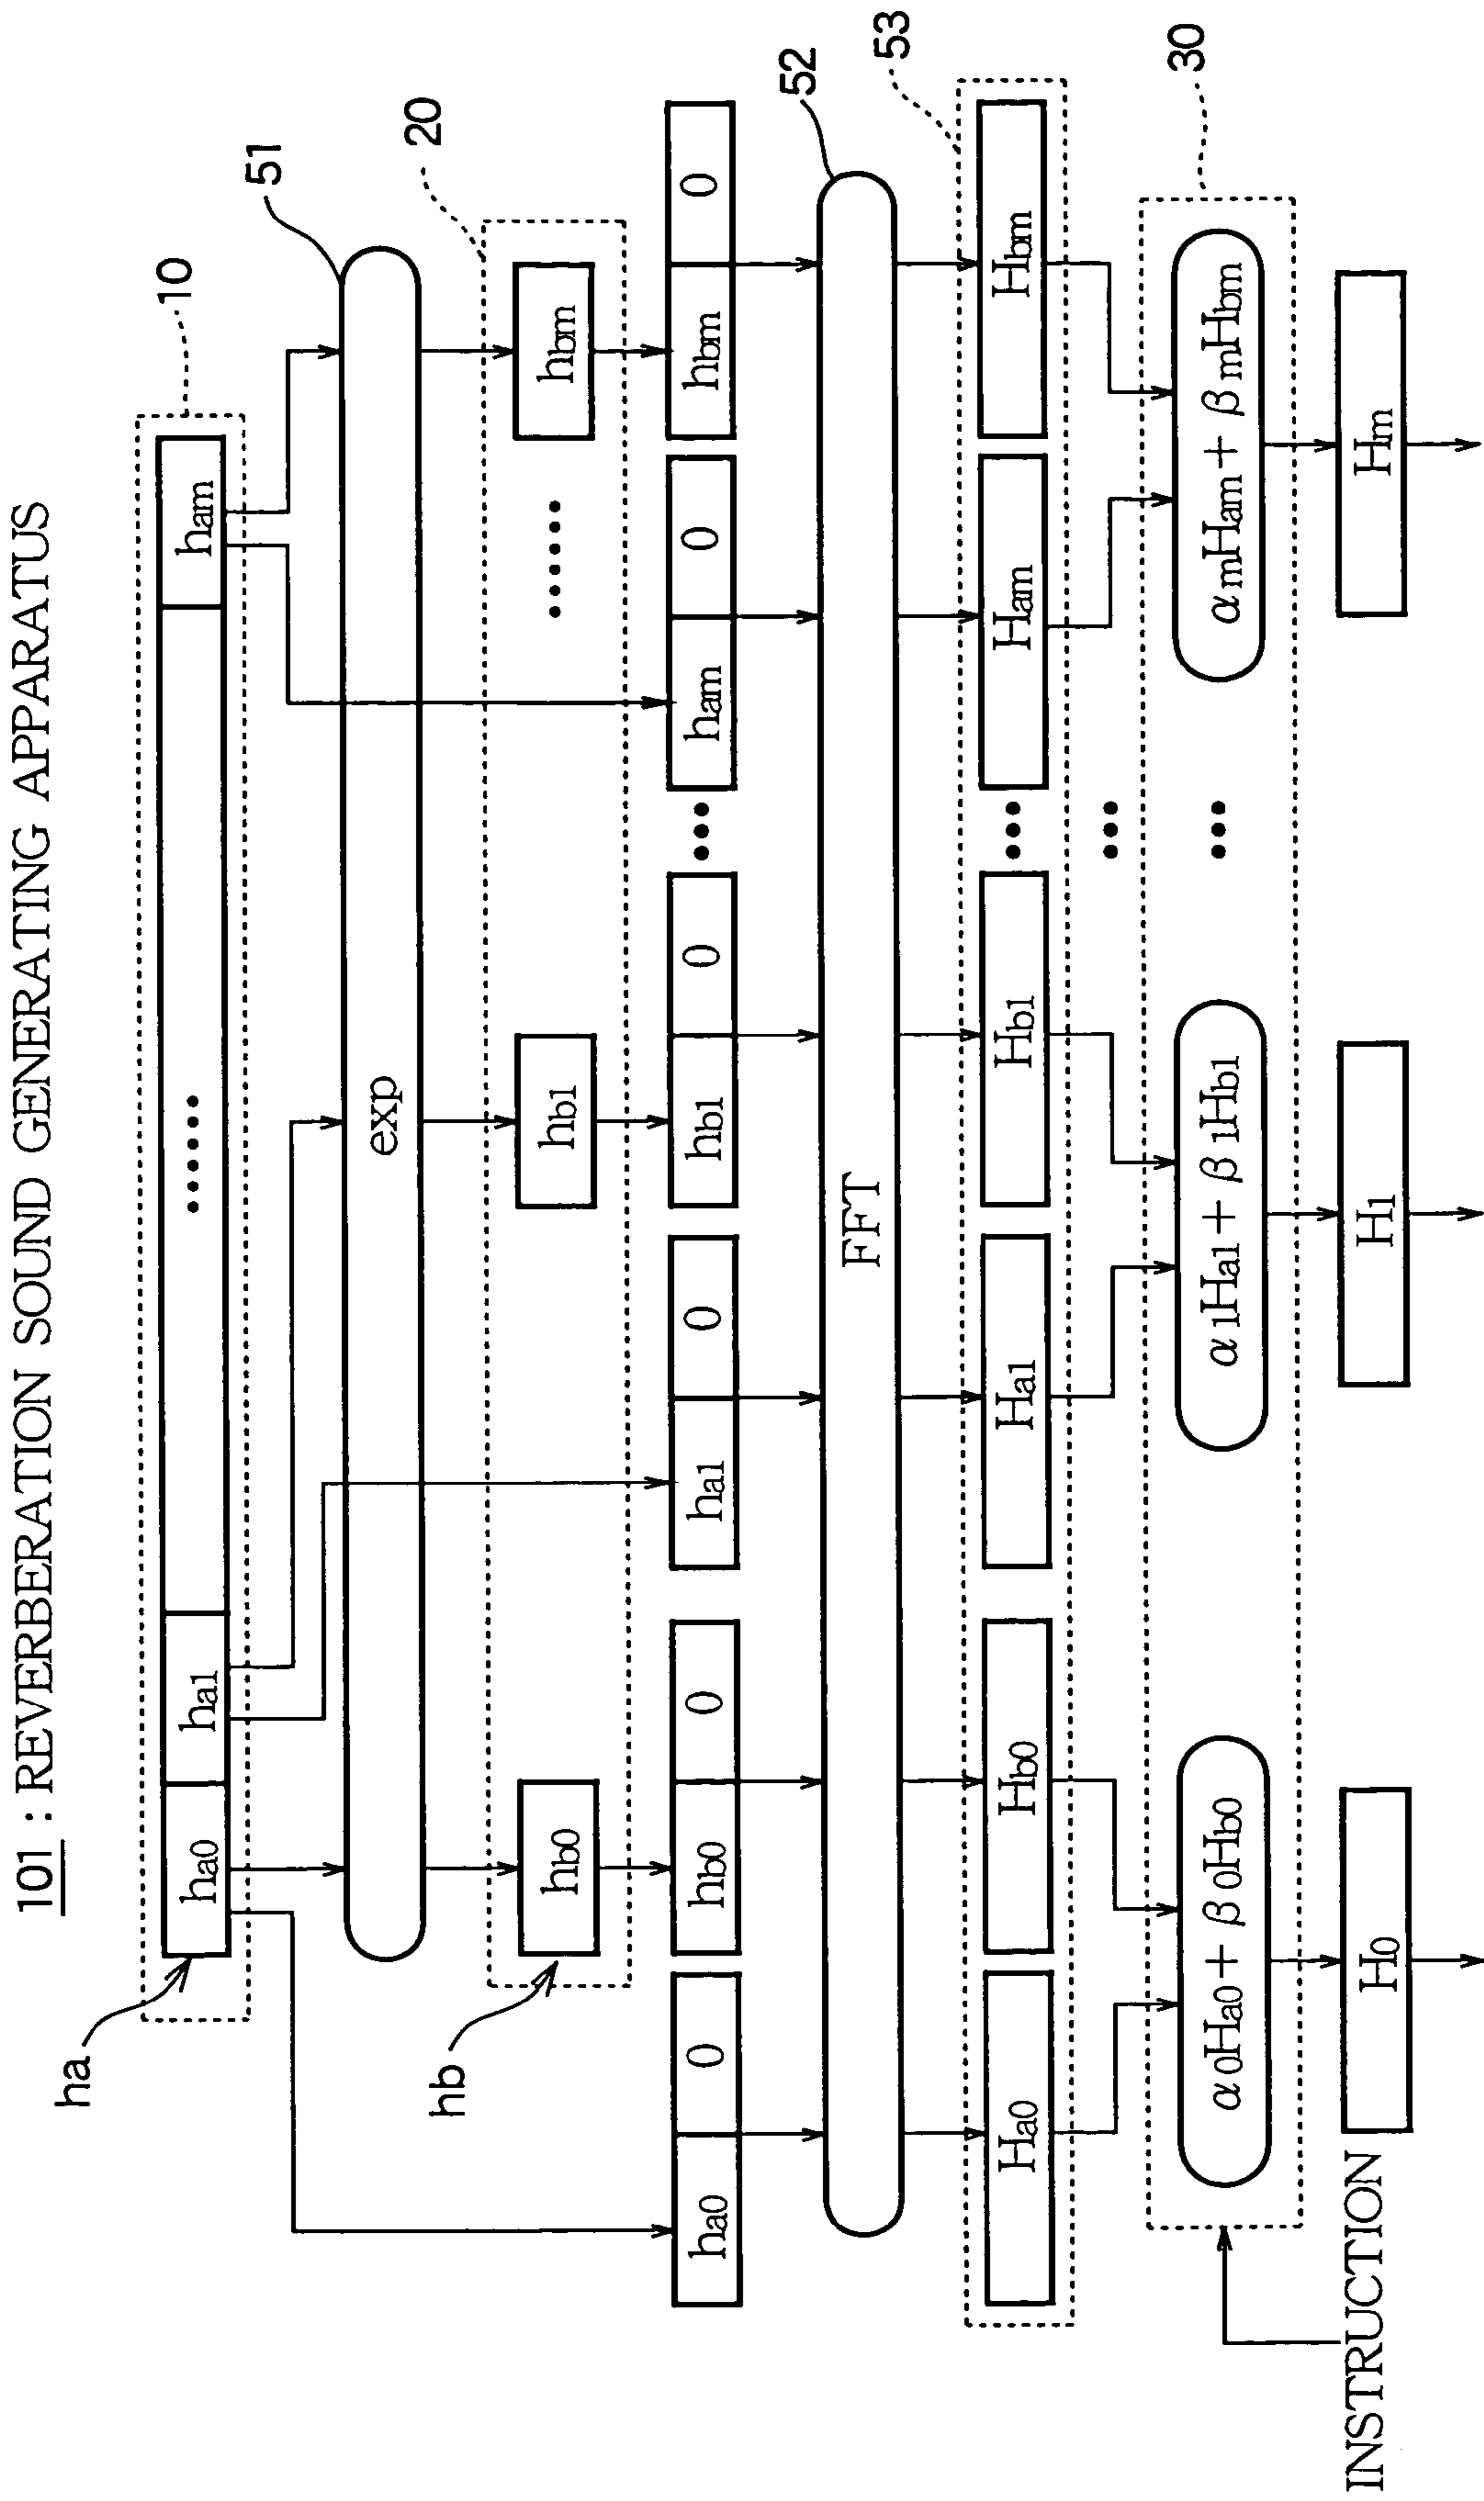 101 : REVERBERATION SOUND GENERATING APPARATUS
10
ha
ha0 ha1 ...... ham
51
exp
20
hb
hb0 hb1 ...... hbm
ha0 0 hb0 0 ha1 0 hb1 0 ... ham 0 hbm 0
52
FFT
53
Ha0 Hb0 Ha1 Hb1 ... Ham Hbm
...
30
α0Ha0 + β0Hb0 α1Ha1 + β1Hb1 ... αmHam + βmHbm
INSTRUCTION
H0 H1 Hm